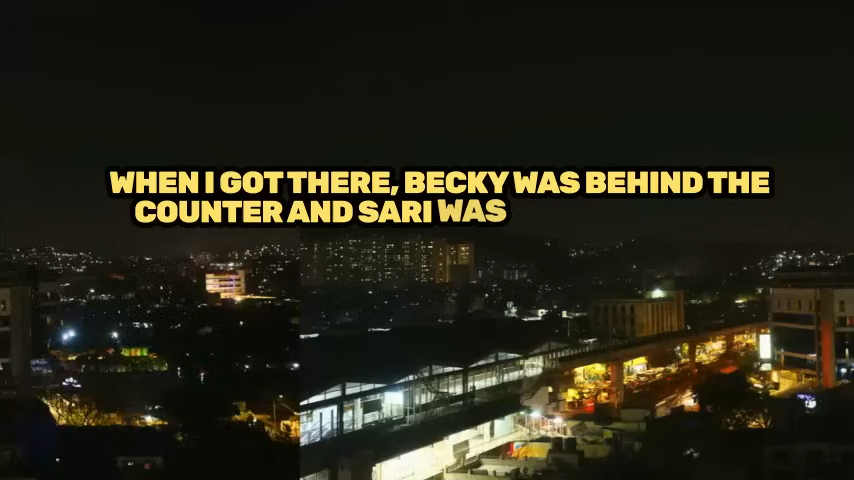 WHEN I GOT THERE, BECKY WAS BEHIND THE
COUNTER AND SARI WAS